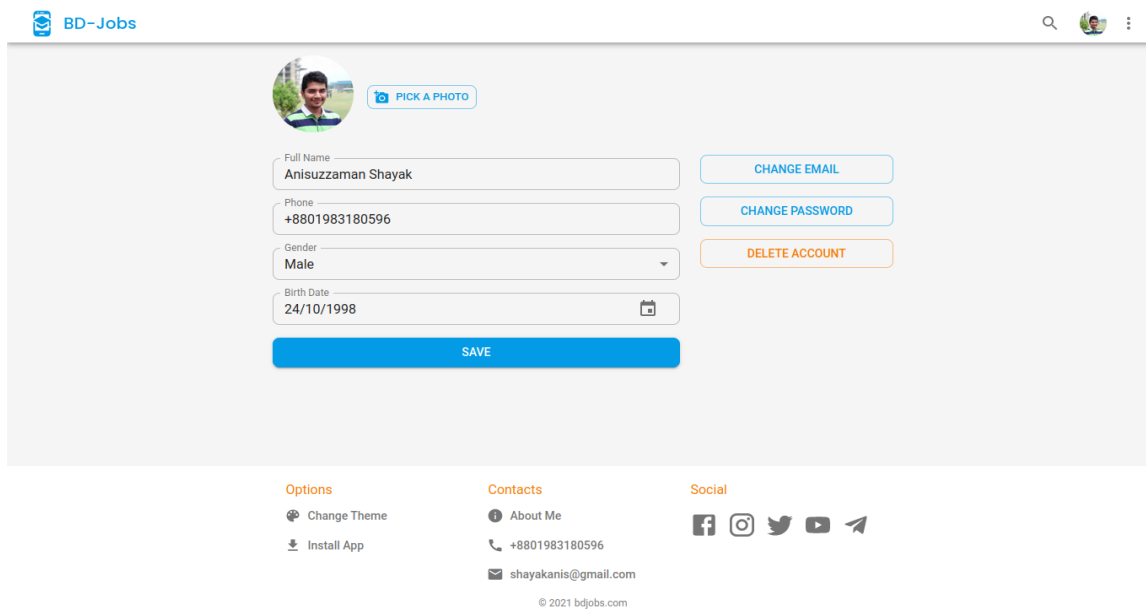 BD-Jobs
PICK A PHOTO
Full Name
Anisuzzaman Shayak
Phone
+8801983180596
Gender
Male
Birth Date
24/10/1998
SAVE
CHANGE EMAIL
CHANGE PASSWORD
DELETE ACCOUNT
Options
Change Theme
Install App
Contacts
About Me
+8801983180596
shayakanis@gmail.com
Social
© 2021 bdjobs.com